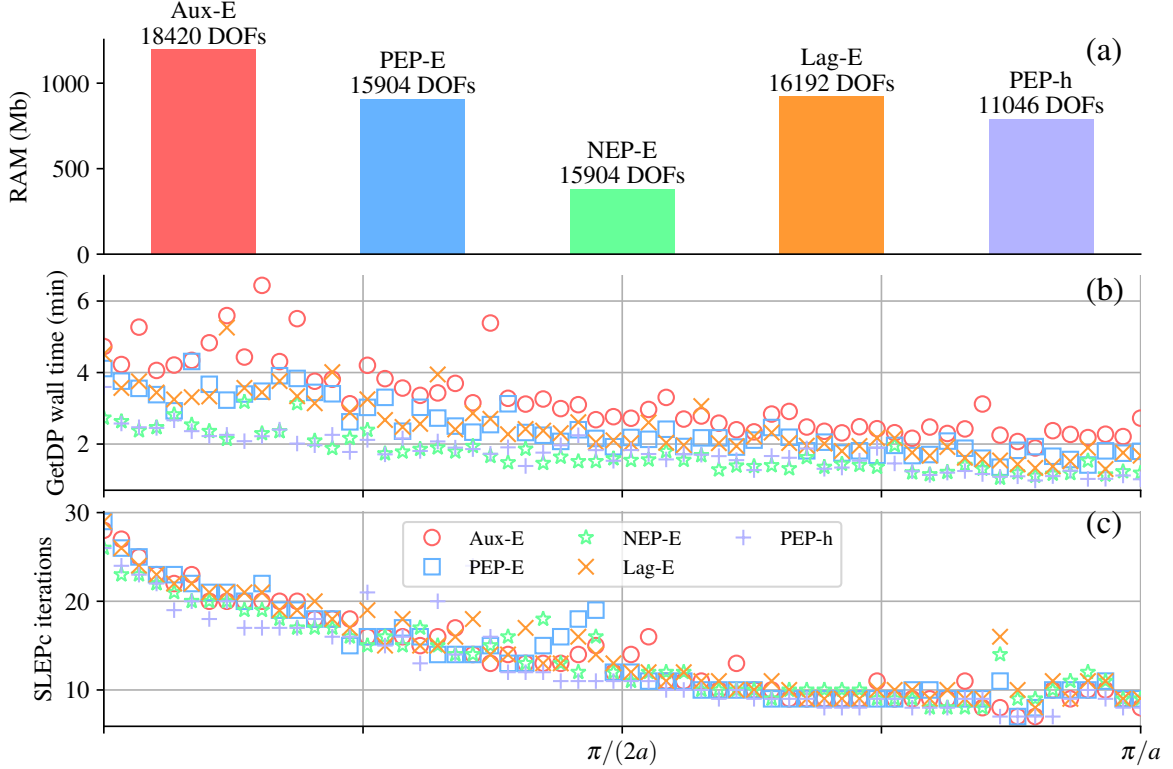 Aux-E
18420 DOFs
(a)
PEP-E
15904 DOFs
Lag-E
16192 DOFs
PEP-h
11046 DOFs
NEP-E
15904 DOFs
RAM (Mb)
1000
500
0
(b)
GetDP wall time (min)
6
4
2
(c)
SLEPc iterations
30
20
10
Aux-E
NEP-E
PEP-h
PEP-E
Lag-E
π/(2a)
π/a